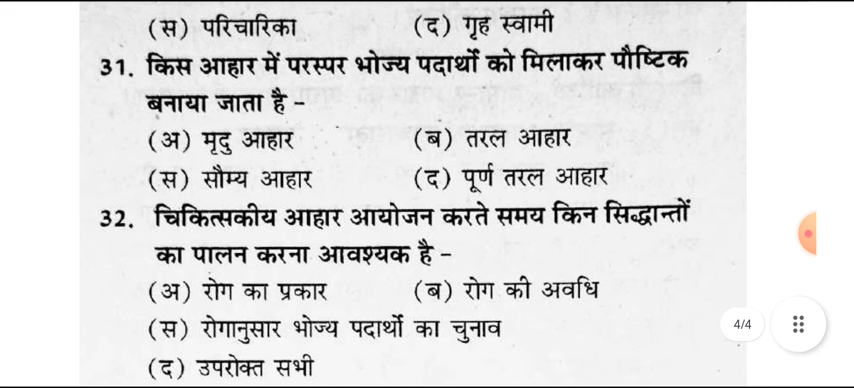 (स) परिचारिका (द) गृह स्वामी
31. किस आहार में परस्पर भोज्य पदार्थो को मिलाकर पौष्टिक
बनाया जाता है -
(अ) मृदु आहार (ब) तरल आहार
(स) सौम्य आहार (द) पूर्ण तरल आहार
32. चिकित्सकीय आहार आयोजन करते समय किन सिद्धान्तों
का पालन करना आवश्यक है -
(अ) रोग का प्रकार (ब) रोग की अवधि
(स) रोगानुसार भोज्य पदार्थो का चुनाव
4/4
(द) उपरोक्त सभी